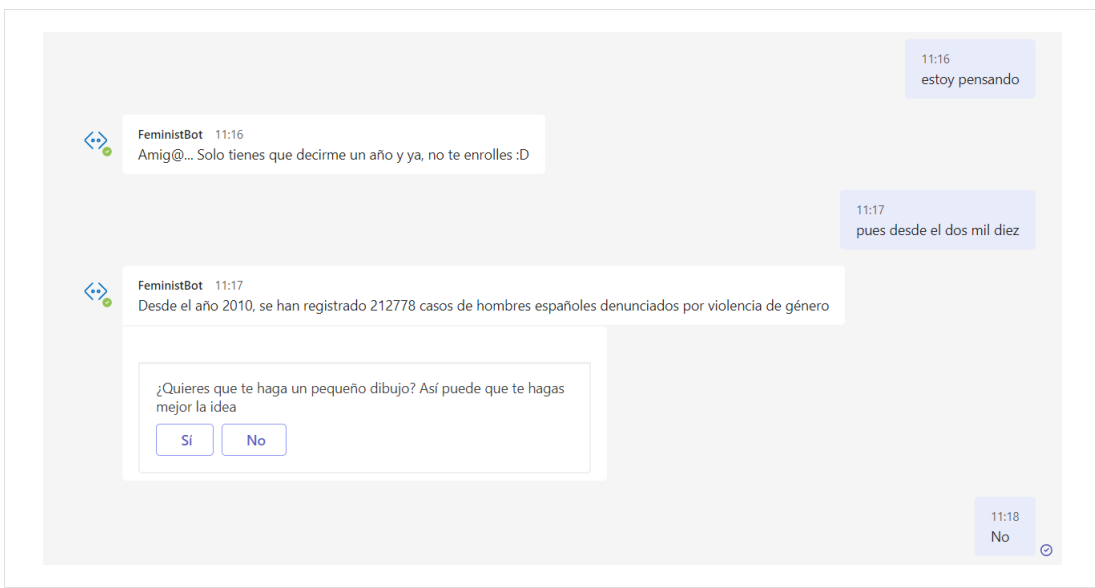 11:16
estoy pensando
FeministBot 11:16
Amig@... Solo tienes que decirme un año y ya, no te enrolles :D
11:17
pues desde el dos mil diez
FeministBot 11:17
Desde el año 2010, se han registrado 212778 casos de hombres españoles denunciados por violencia de género
¿Quieres que te haga un pequeño dibujo? Así puede que te hagas
mejor la idea
Sí No
11:18
No